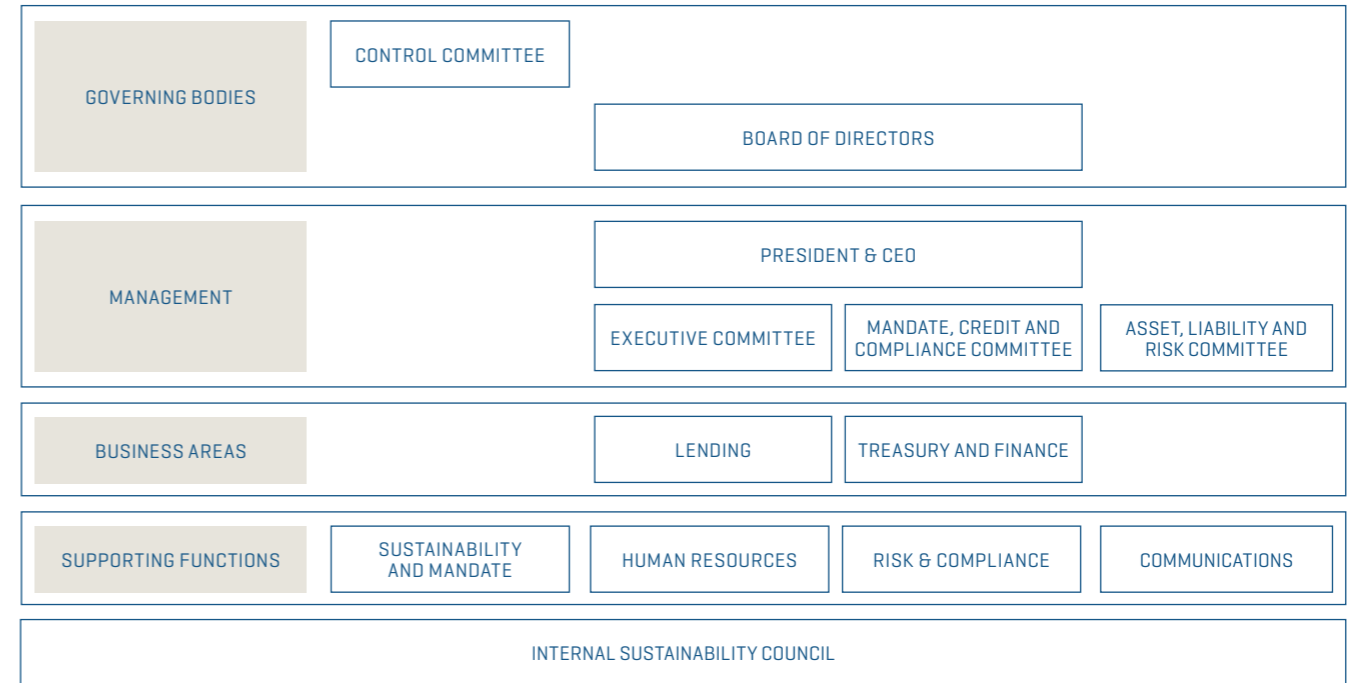 GOVERNING BODIES
CONTROL COMMITTEE
BOARD OF DIRECTORS
MANAGEMENT
PRESIDENT & CEO
EXECUTIVE COMMITTEE
MANDATE, CREDIT AND
COMPLIANCE COMMITTEE
ASSET, LIABILITY AND
RISK COMMITTEE
BUSINESS AREAS
LENDING
TREASURY AND FINANCE
SUPPORTING FUNCTIONS
SUSTAINABILITY
AND MANDATE
HUMAN RESOURCES
RISK & COMPLIANCE
COMMUNICATIONS
INTERNAL SUSTAINABILITY COUNCIL